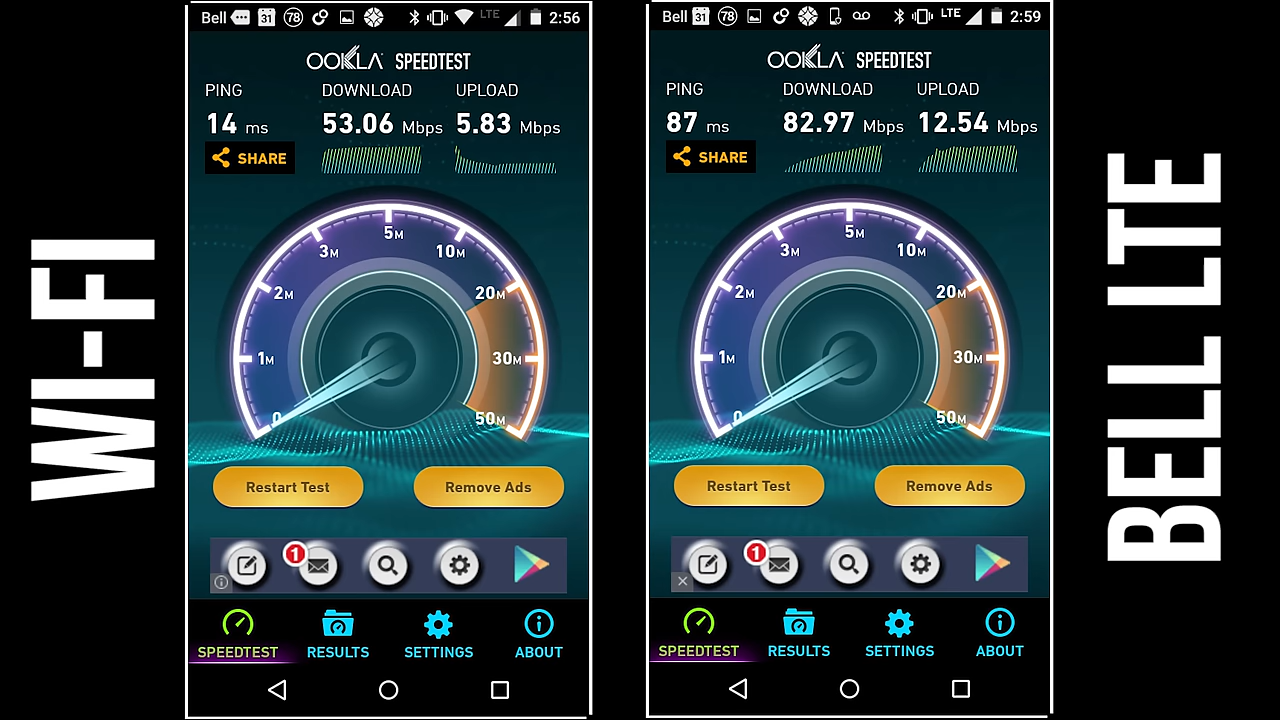 WI-FI
Bell 31 78 LTE 2:56
OOKLA SPEEDTEST
PING DOWNLOAD UPLOAD
14 ms 53.06 Mbps 5.83 Mbps
SHARE
5M
3M 10M
2M 20M
1M 30M
0 50M
Restart Test Remove Ads
1
SPEEDTEST RESULTS SETTINGS ABOUT
Bell 31 78 LTE 2:59
OOKLA SPEEDTEST
PING DOWNLOAD UPLOAD
87 ms 82.97 Mbps 12.54 Mbps
SHARE
5M
3M 10M
2M 20M
1M 30M
0 50M
Restart Test Remove Ads
1
SPEEDTEST RESULTS SETTINGS ABOUT
BELL LTE